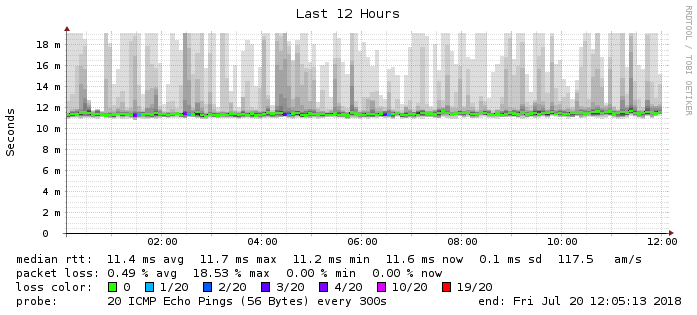 Last 12 Hours
RRDTOOL / TOBI OETIKER
Seconds
18 m
16 m
14 m
12 m
10 m
8 m
6 m
4 m
2 m
0
02:00 04:00 06:00 08:00 10:00 12:00
median rtt: 11.4 ms avg 11.7 ms max 11.2 ms min 11.6 ms now 0.1 ms sd 117.5 am/s
packet loss: 0.49 % avg 18.53 % max 0.00 % min 0.00 % now
loss color: 0 1/20 2/20 3/20 4/20 10/20 19/20
probe: 20 ICMP Echo Pings (56 Bytes) every 300s end: Fri Jul 20 12:05:13 2018